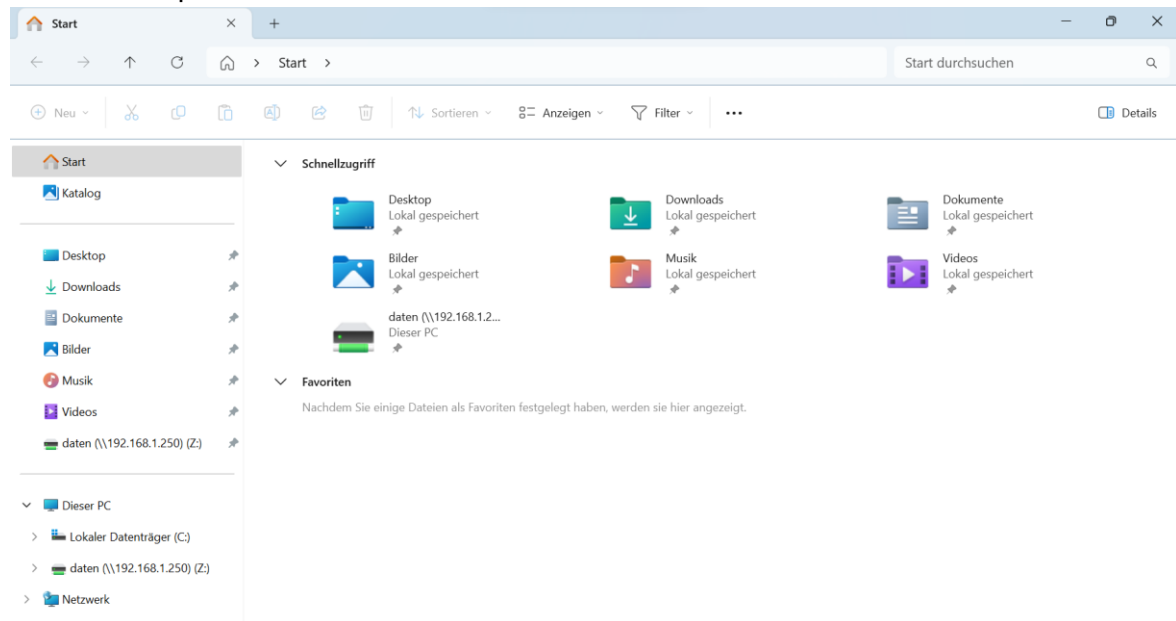 Start
Start
Start durchsuchen
Neu
Sortieren
Anzeigen
Filter
Details
Start
Katalog
Desktop
Downloads
Dokumente
Bilder
Musik
Videos
daten (\\192.168.1.250) (Z:)
Dieser PC
Lokaler Datenträger (C:)
daten (\\192.168.1.250) (Z:)
Netzwerk
Schnellzugriff
Desktop
Lokal gespeichert
Downloads
Lokal gespeichert
Dokumente
Lokal gespeichert
Bilder
Lokal gespeichert
Musik
Lokal gespeichert
Videos
Lokal gespeichert
daten (\\192.168.1.2...
Dieser PC
Favoriten
Nachdem Sie einige Dateien als Favoriten festgelegt haben, werden sie hier angezeigt.